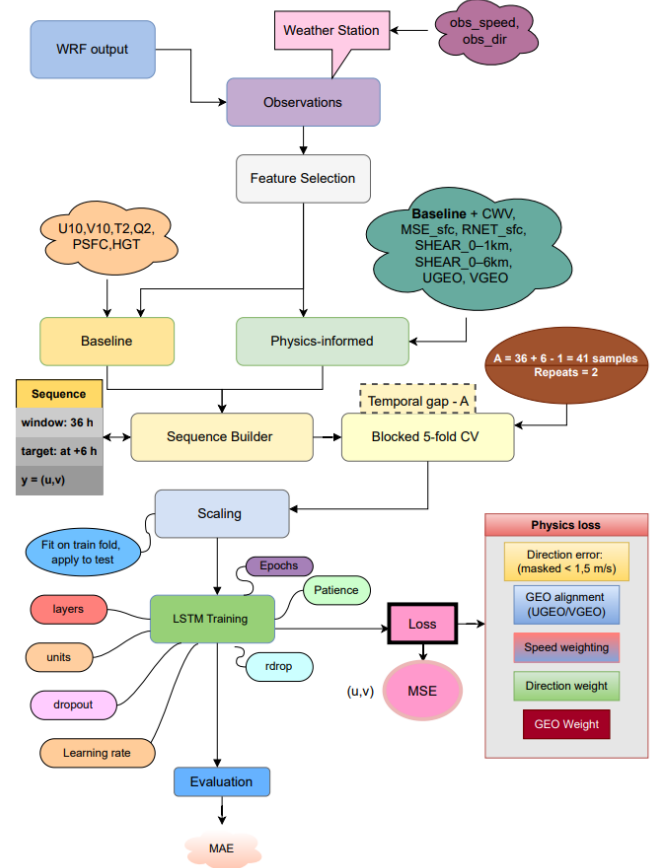 WRF output
Weather Station
obs_speed,
obs_dir
Observations
Feature Selection
U10,V10,T2,Q2,
PSFC,HGT
Baseline + CWV,
MSE_sfc, RNET_sfc,
SHEAR_0–1km,
SHEAR_0–6km,
UGEO, VGEO
Baseline
Physics-informed
A = 36 + 6 - 1 = 41 samples
Repeats = 2
Sequence
window: 36 h
target: at +6 h
y = (u,v)
Sequence Builder
Temporal gap - A
Blocked 5-fold CV
Scaling
Fit on train fold,
apply to test
Physics loss
Direction error:
(masked < 1,5 m/s)
GEO alignment
(UGEO/VGEO)
Speed weighting
Direction weight
GEO Weight
Epochs
Patience
layers
LSTM Training
Loss
units
rdrop
dropout
(u,v)
MSE
Learning rate
Evaluation
MAE